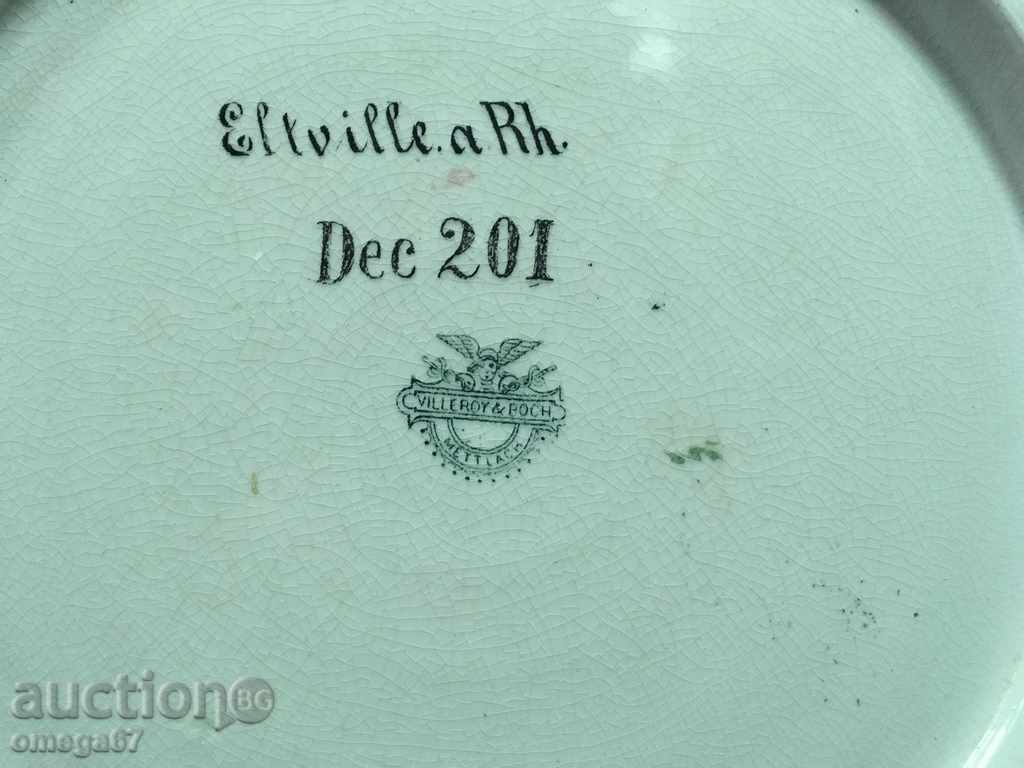 Eltville. a Rh.
Dec 201
VILLEROY & BOCH
METTLACH
auction BG
omega67